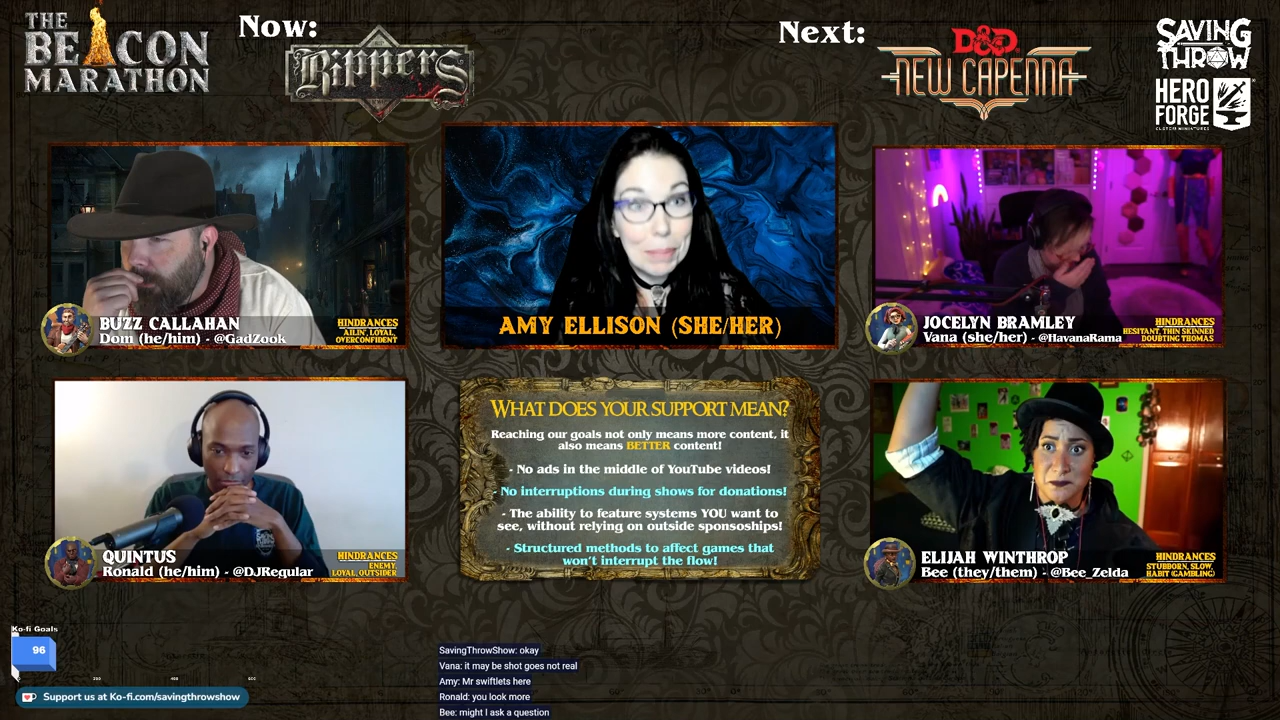 THE BEACON MARATHON
Now:
Rippers
Next:
D&D
NEW CAPENNA
SAVING THROW
HERO FORGE
CUSTOM MINIATURES
BUZZ CALLAHAN
Dom (he/him) - @GadZook
HINDRANCES
AILIN', LOYAL,
OVERCONFIDENT
AMY ELLISON (SHE/HER)
JOCELYN BRAMLEY
Vana (she/her) - @HavanaRama
HINDRANCES
HESITANT, THIN SKINNED
DOUBTING THOMAS
QUINTUS
Ronald (he/him) - @DJRegular
HINDRANCES
ENEMY,
LOYAL, OUTSIDER
WHAT DOES YOUR SUPPORT MEAN?
Reaching our goals not only means more content, it
also means BETTER content!
- No ads in the middle of YouTube videos!
- No interruptions during shows for donations!
- The ability to feature systems YOU want to
see, without relying on outside sponsoships!
- Structured methods to affect games that
won't interrupt the flow!
ELIJAH WINTHROP
Bee (they/them) - @Bee_Zelda
HINDRANCES
STUBBORN, SLOW,
HABIT (GAMBLING)
Ko-fi Goals
96
200 400 500
Support us at Ko-fi.com/savingthrowshow
SavingThrowShow: okay
Vana: it may be shot goes not real
Amy: Mr swiftlets here
Ronald: you look more
Bee: might I ask a question